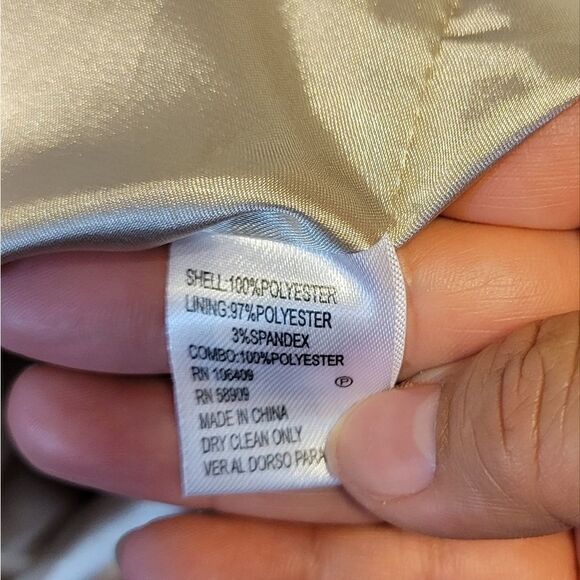 SHELL:100%POLYESTER
LINING:97%POLYESTER
3%SPANDEX
COMBO:100%POLYESTER
RN 106409
RN 58909
Ⓟ
MADE IN CHINA
DRY CLEAN ONLY
VER AL DORSO PARA